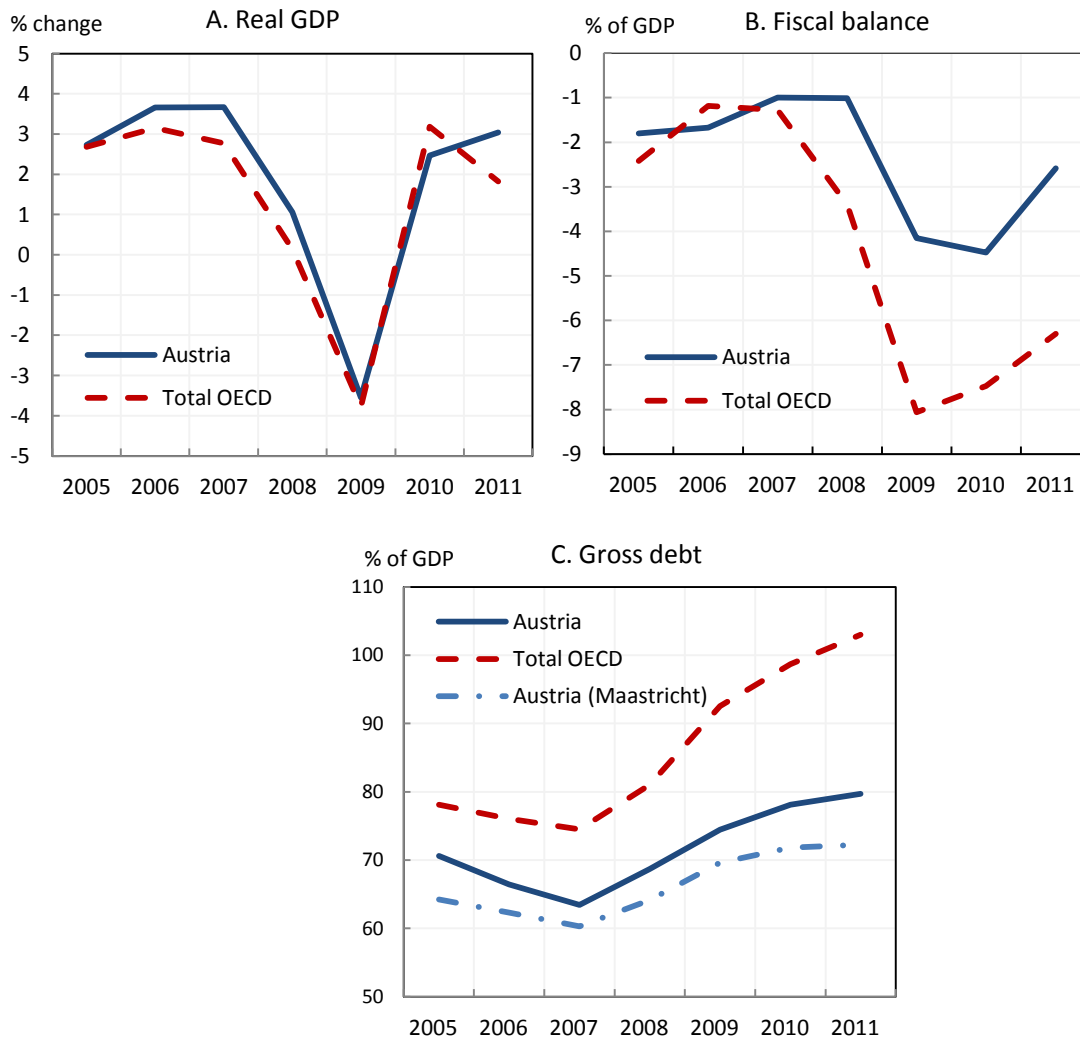 % change
A. Real GDP
5
4
3
2
1
0
-1
-2
-3
-4
-5
Austria
Total OECD
2005 2006 2007 2008 2009 2010 2011
% of GDP
B. Fiscal balance
-0
-1
-2
-3
-4
-5
-6
-7
-8
-9
Austria
Total OECD
2005 2006 2007 2008 2009 2010 2011
% of GDP
C. Gross debt
110
100
90
80
70
60
50
Austria
Total OECD
Austria (Maastricht)
2005 2006 2007 2008 2009 2010 2011